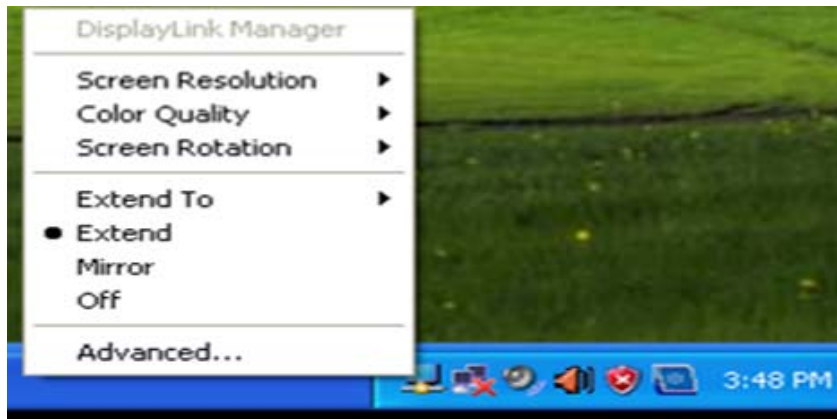 DisplayLink Manager
Screen Resolution
Color Quality
Screen Rotation
Extend To
Extend
Mirror
Off
Advanced...
3:48 PM